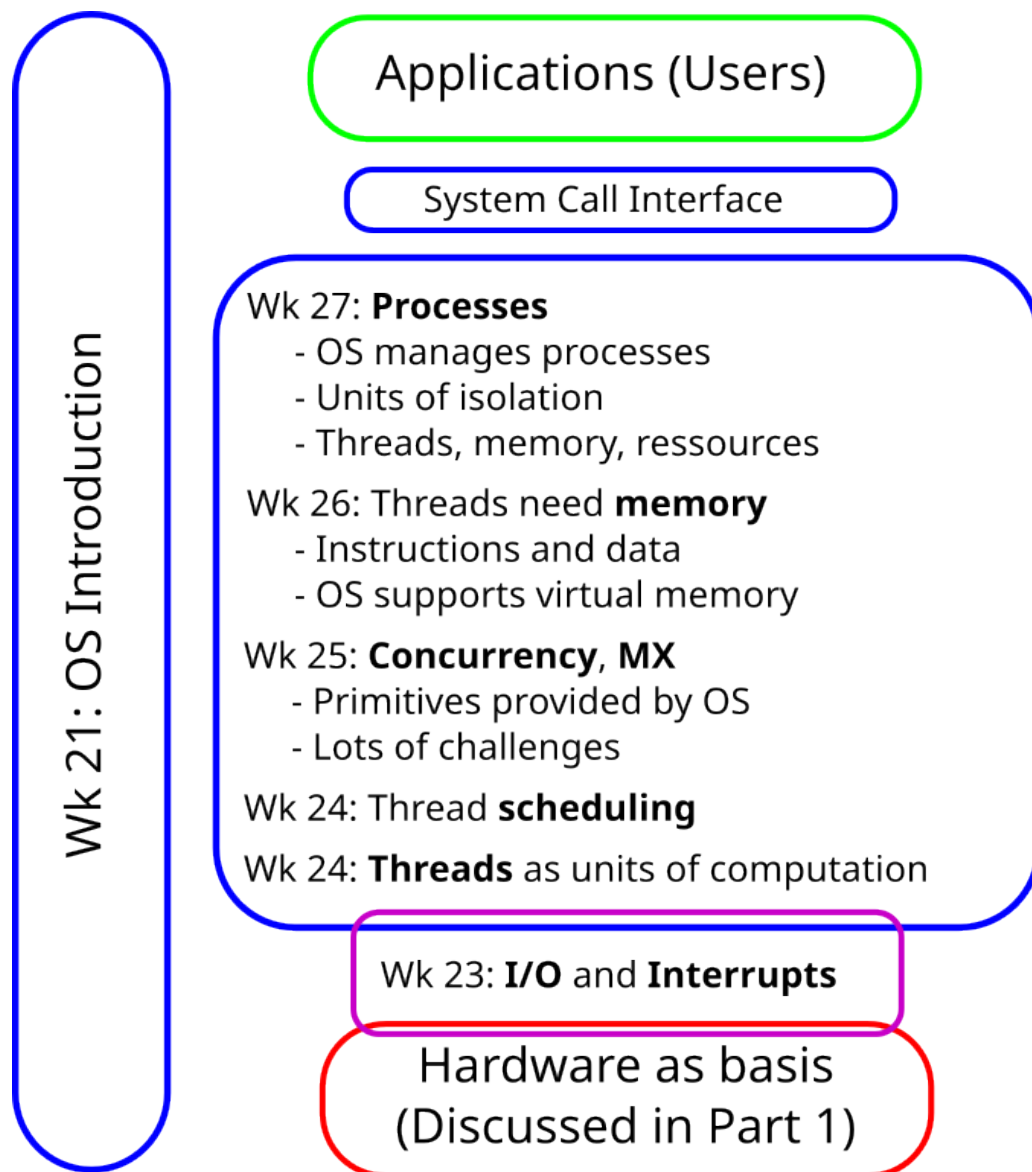 Wk 21: OS Introduction
Applications (Users)
System Call Interface
Wk 27: Processes
- OS manages processes
- Units of isolation
- Threads, memory, ressources
Wk 26: Threads need memory
- Instructions and data
- OS supports virtual memory
Wk 25: Concurrency, MX
- Primitives provided by OS
- Lots of challenges
Wk 24: Thread scheduling
Wk 24: Threads as units of computation
Wk 23: I/O and Interrupts
Hardware as basis
(Discussed in Part 1)